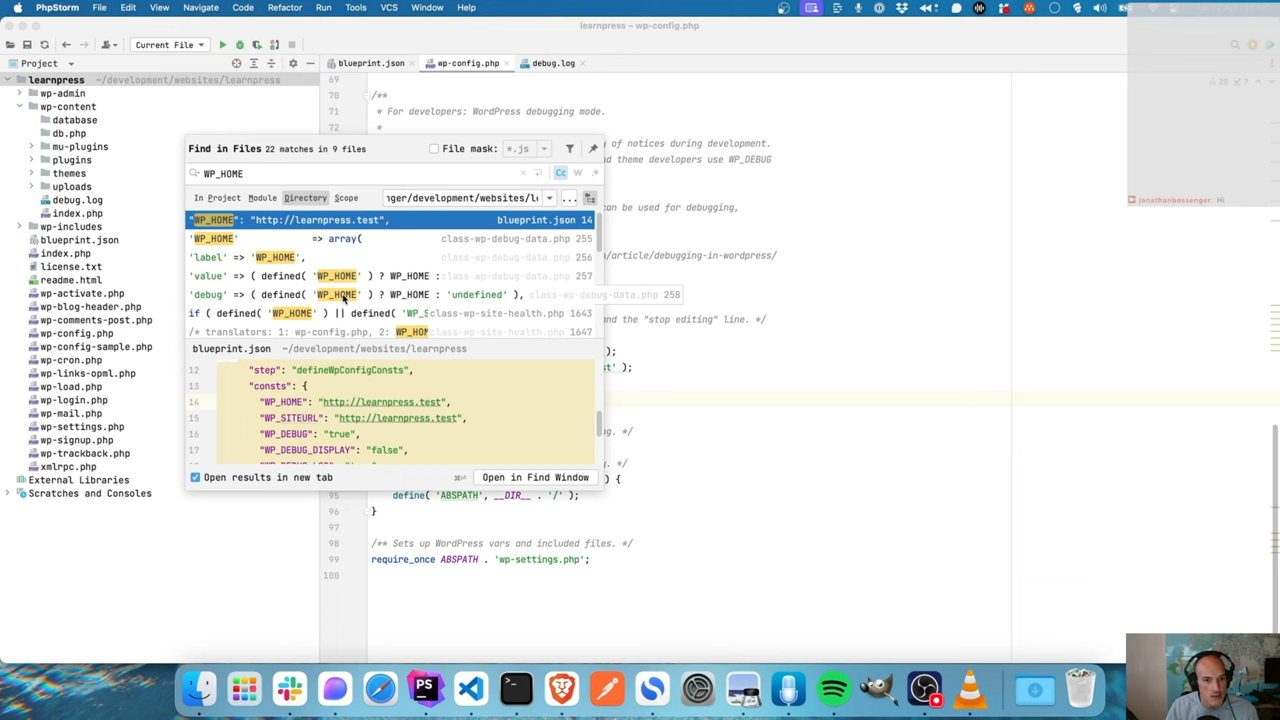 PhpStorm File Edit View Navigate Code Refactor Run Tools VCS Window Help
learnpress – wp-config.php
Current File
Project
blueprint.json
wp-config.php
debug.log
learnpress ~/development/websites/learnpress
wp-admin
wp-content
database
db.php
mu-plugins
plugins
themes
uploads
debug.log
index.php
wp-includes
blueprint.json
index.php
license.txt
readme.html
wp-activate.php
wp-blog-header.php
wp-comments-post.php
wp-config.php
wp-config-sample.php
wp-cron.php
wp-links-opml.php
wp-load.php
wp-login.php
wp-mail.php
wp-settings.php
wp-signup.php
wp-trackback.php
xmlrpc.php
External Libraries
Scratches and Consoles
69
70 /**
71 * For developers: WordPress debugging mode.
72 *
g of notices during development.
nd theme developers use WP_DEBUG
can be used for debugging,
/article/debugging-in-wordpress/
and the "stop editing" line. */
);
st' );
ng. */
. */
) {
95 define( 'ABSPATH', __DIR__ . '/' );
96 }
97
98 /** Sets up WordPress vars and included files. */
99 require_once ABSPATH . 'wp-settings.php';
100
Find in Files 22 matches in 9 files
File mask: *.js
WP_HOME
Cc W .*
In Project Module Directory Scope
nger/development/websites/le
...
"WP_HOME": "http://learnpress.test", blueprint.json 14
'WP_HOME' => array( class-wp-debug-data.php 255
'label' => 'WP_HOME', class-wp-debug-data.php 256
'value' => ( defined( 'WP_HOME' ) ? WP_HOME : class-wp-debug-data.php 257
'debug' => ( defined( 'WP_HOME' ) ? WP_HOME : 'undefined' ), class-wp-debug-data.php 258
if ( defined( 'WP_HOME' ) || defined( 'WP_S class-wp-site-health.php 1643
/* translators: 1: wp-config.php, 2: WP_HOM class-wp-site-health.php 1647
blueprint.json ~/development/websites/learnpress
12 "step": "defineWpConfigConsts",
13 "consts": {
14 "WP_HOME": "http://learnpress.test",
15 "WP_SITEURL": "http://learnpress.test",
16 "WP_DEBUG": "true",
17 "WP_DEBUG_DISPLAY": "false",
Open results in new tab
Open in Find Window
jonathanbossenger: Hi
PS